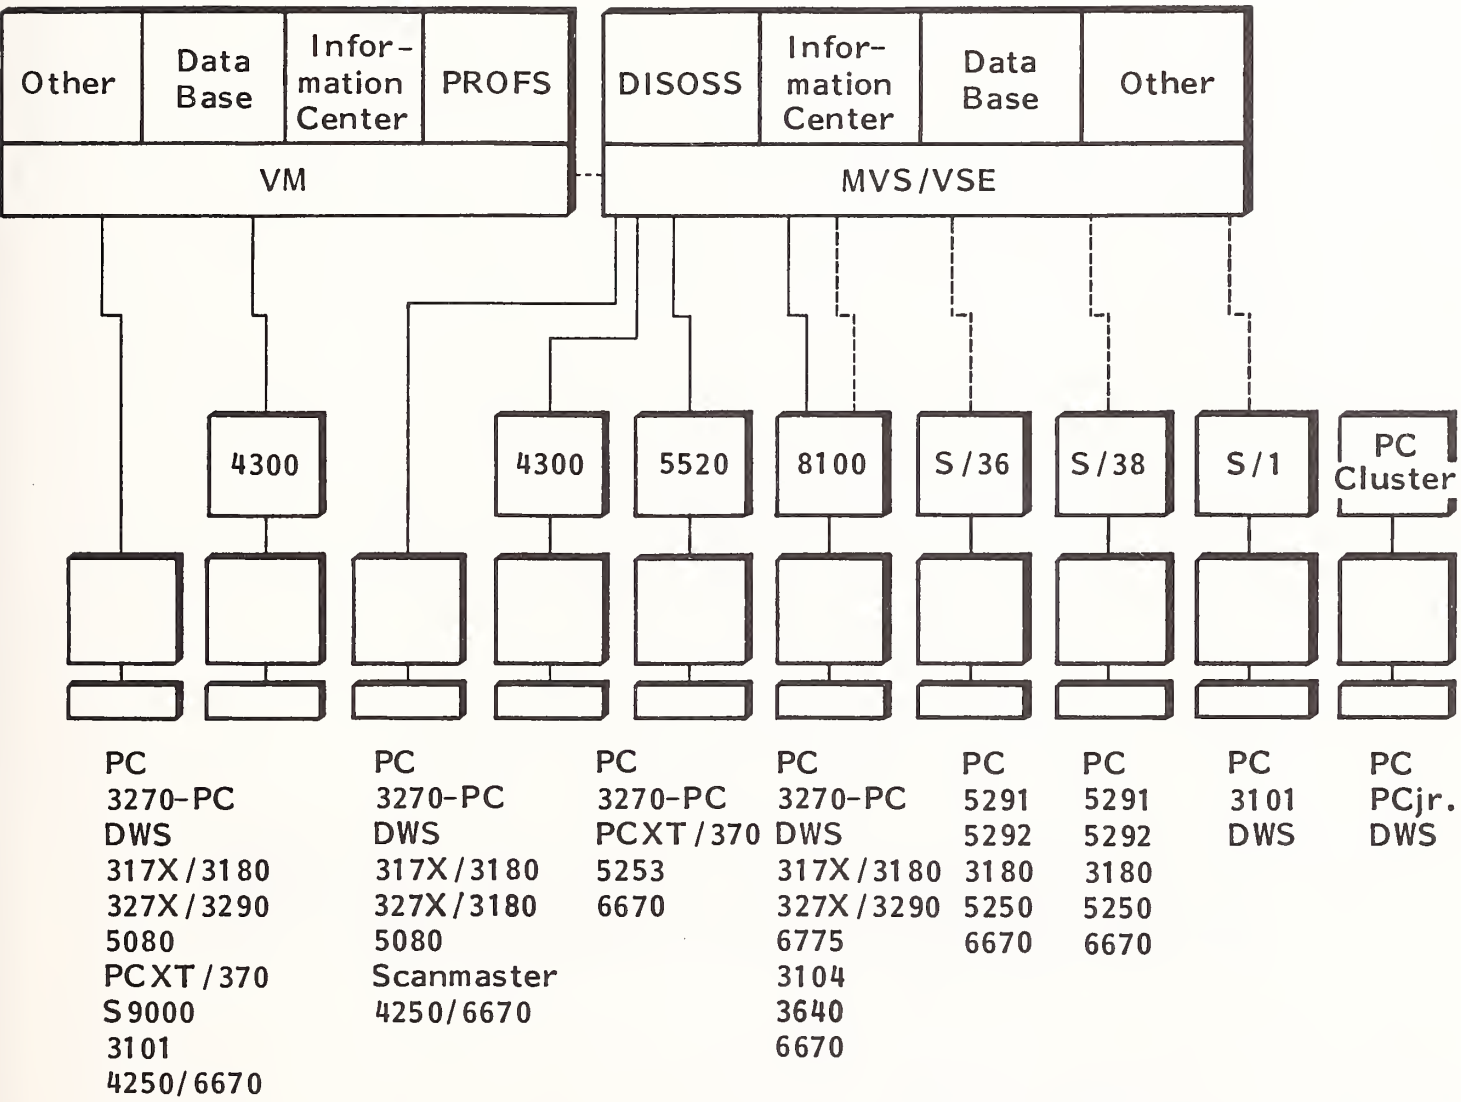 Other
Data
Base
Infor-
mation
Center
PROFS
VM
DISOSS
Infor-
mation
Center
Data
Base
Other
MVS/VSE
4300
4300
5520
8100
S/36
S/38
S/1
PC
Cluster
PC
3270-PC
DWS
317X/3180
327X/3290
5080
PCXT/370
S9000
3101
4250/6670
PC
3270-PC
DWS
317X/3180
327X/3180
5080
Scanmaster
4250/6670
PC
3270-PC
PCXT/370
5253
6670
PC
3270-PC
DWS
317X/3180
327X/3290
6775
3104
3640
6670
PC
5291
5292
3180
5250
6670
PC
5291
5292
3180
5250
6670
PC
3101
DWS
PC
PCjr.
DWS